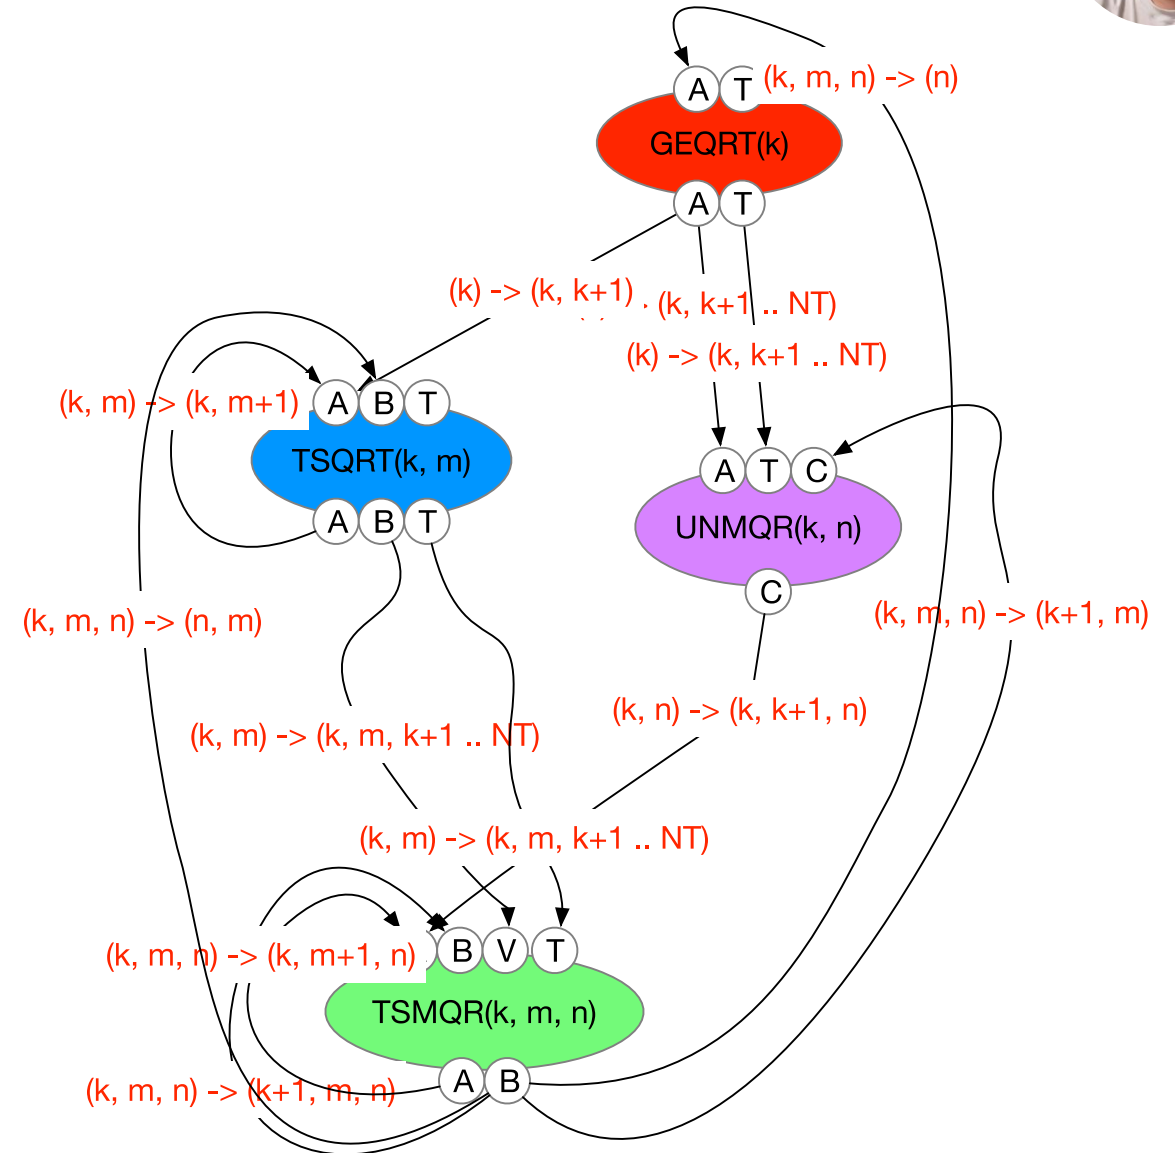 A T (k, m, n) -> (n)
GEQRT(k)
A T
(k) -> (k, k+1)
(k, k+1 .. NT)
(k) -> (k, k+1 .. NT)
(k, m) -> (k, m+1)
A B T
TSQRT(k, m)
A B T
A T C
UNMQR(k, n)
C
(k, m, n) -> (n, m)
(k, m, n) -> (k+1, m)
(k, n) -> (k, k+1, n)
(k, m) -> (k, m, k+1 .. NT)
(k, m) -> (k, m, k+1 .. NT)
(k, m, n) -> (k, m+1, n)
B V T
TSMQR(k, m, n)
A B
(k, m, n) -> (k+1, m, n)